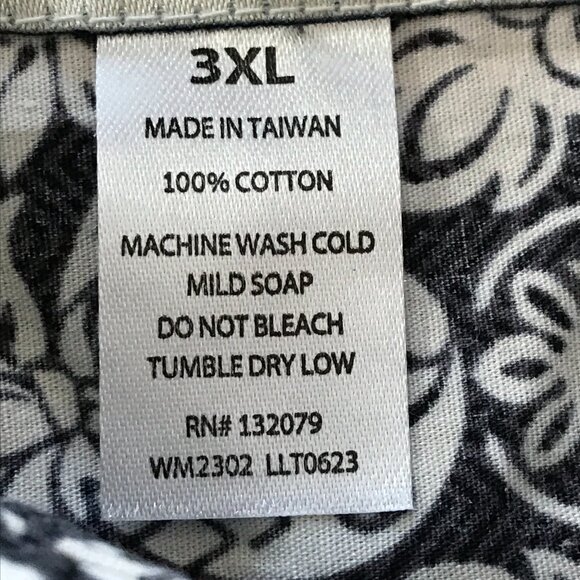 3XL
MADE IN TAIWAN
100% COTTON
MACHINE WASH COLD
MILD SOAP
DO NOT BLEACH
TUMBLE DRY LOW
RN# 132079
WM2302 LLT0623